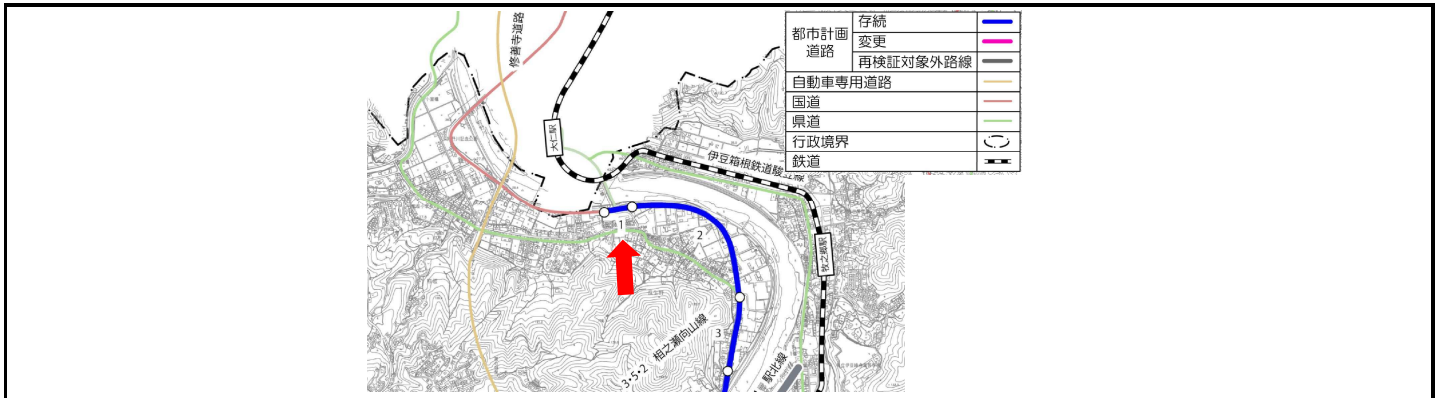 都市計画
道路
存続
変更
再検証対象外路線
自動車専用道路
国道
県道
行政境界
鉄道
修善寺道路
大仁駅
伊豆箱根鉄道駿
線
牧之郷駅
1
2
3
3・5・2 相之瀬向山線
駅北線